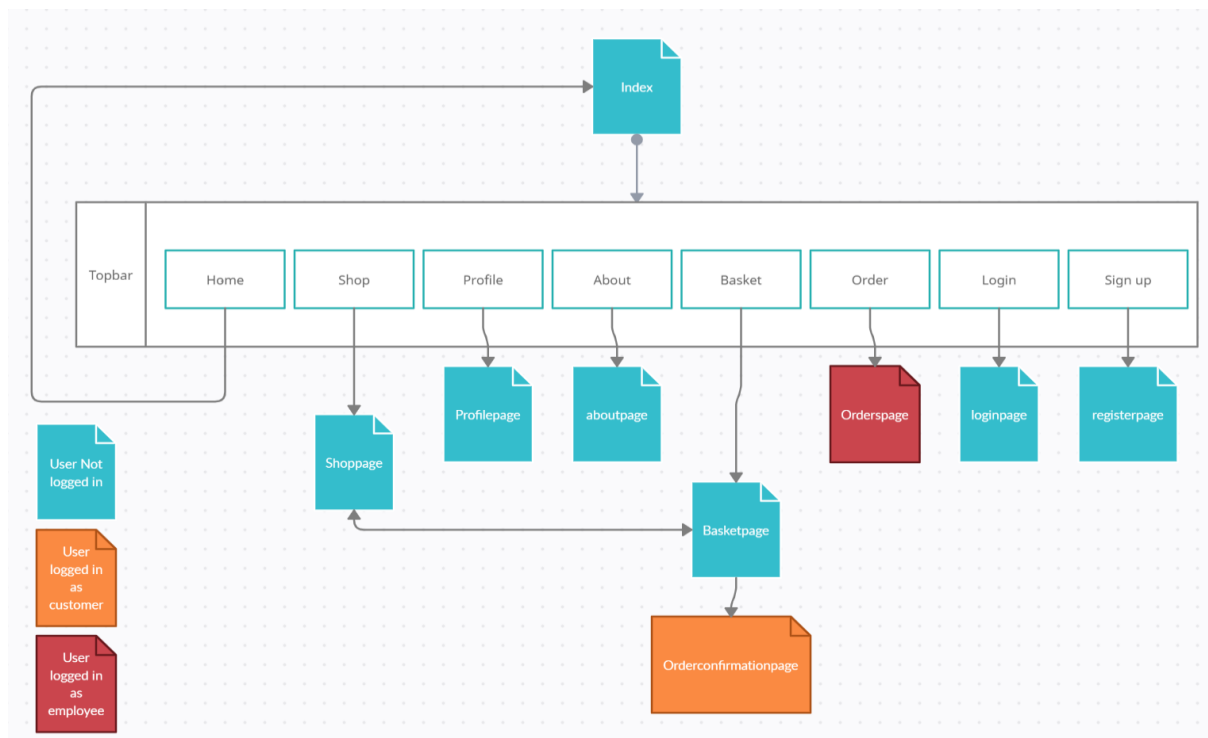 Index
Topbar
Home
Shop
Profile
About
Basket
Order
Login
Sign up
Profilepage
aboutpage
Orderspage
loginpage
registerpage
Shoppage
User Not
logged in
Basketpage
User
logged in
as
customer
Orderconfirmationpage
User
logged in
as
employee